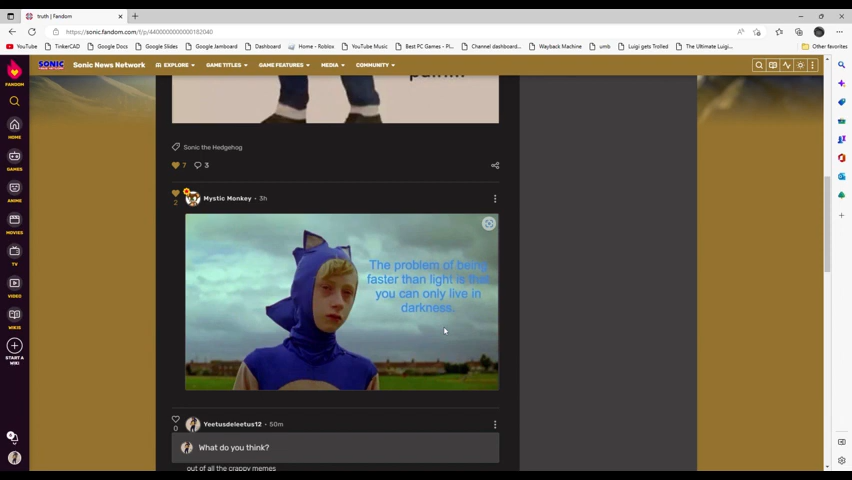 truth | Fandom
https://sonic.fandom.com/f/p/4400000000000182040
YouTube TinkerCAD Google Docs Google Slides Google Jamboard Dashboard Home - Roblox YouTube Music Best PC Games - Pl... Channel dashboard... Wayback Machine umb Luigi gets Trolled The Ultimate Luigi... Other favorites
FANDOM
SONIC Sonic News Network EXPLORE GAME TITLES GAME FEATURES MEDIA COMMUNITY
HOME
GAMES
ANIME
MOVIES
TV
VIDEO
WIKIS
START A WIKI
Sonic the Hedgehog
7 3
2
Mystic Monkey • 3h
The problem of being
faster than light is that
you can only live in
darkness.
0
Yeetusdeleetus12 • 50m
What do you think?
out of all the crappy memes